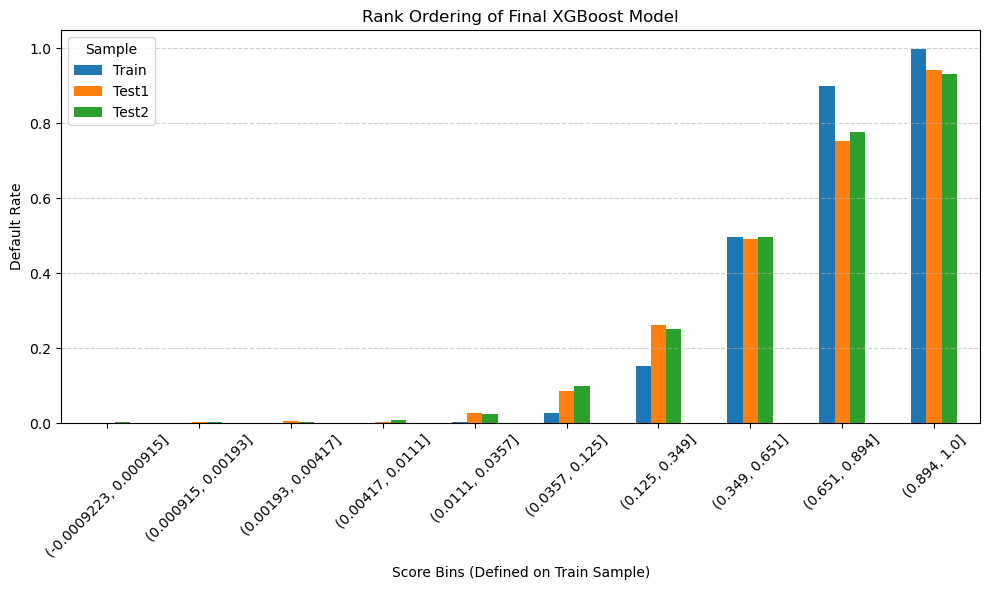 Rank Ordering of Final XGBoost Model
Sample
Train
Test1
Test2
Default Rate
1.0
0.8
0.6
0.4
0.2
0.0
(-0.0009223, 0.000915]
(0.000915, 0.00193]
(0.00193, 0.00417]
(0.00417, 0.0111]
(0.0111, 0.0357]
(0.0357, 0.125]
(0.125, 0.349]
(0.349, 0.651]
(0.651, 0.894]
(0.894, 1.0]
Score Bins (Defined on Train Sample)